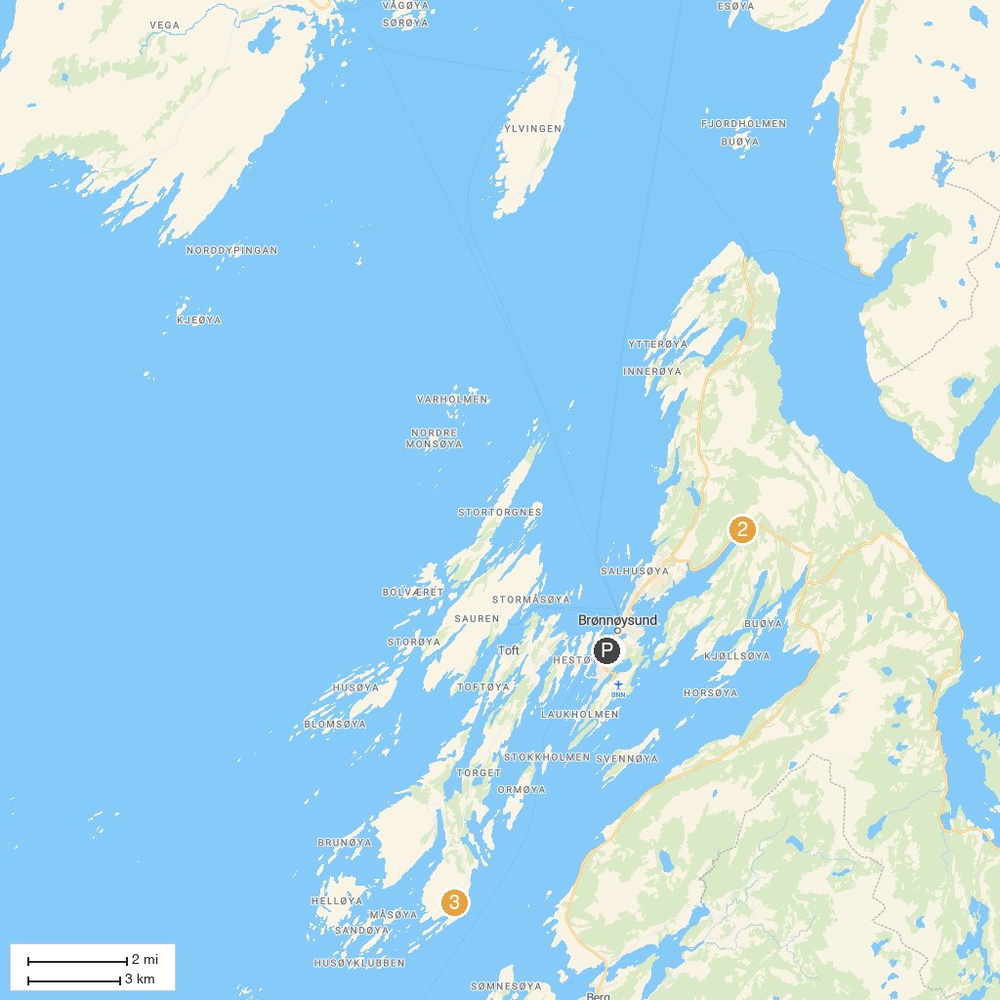 VÅGØYA
ESØYA
SØRØYA
VEGA
FJORDHOLMEN
YLVINGEN
BUØYA
NORDDYPINGAN
KJEØYA
YTTERØYA
INNERØYA
VARHOLMEN
NORDRE
MONSØYA
STORTORGNES
2
SALHUSØYA
BOLVÆRET
STORMÅSØYA
SAUREN
Brønnøysund
BUØYA
STORØYA
Toft
P
HESTØ
KJØLLSØYA
HUSØYA
TOFTØYA
BNN
HORSØYA
LAUKHOLMEN
BLOMSØYA
STOKKHOLMEN
SVENNØYA
TORGET
ORMØYA
BRUNØYA
HELLØYA
3
MÅSØYA
SANDØYA
HUSØYKLUBBEN
2 mi
3 km
SØMNESØYA
Berg